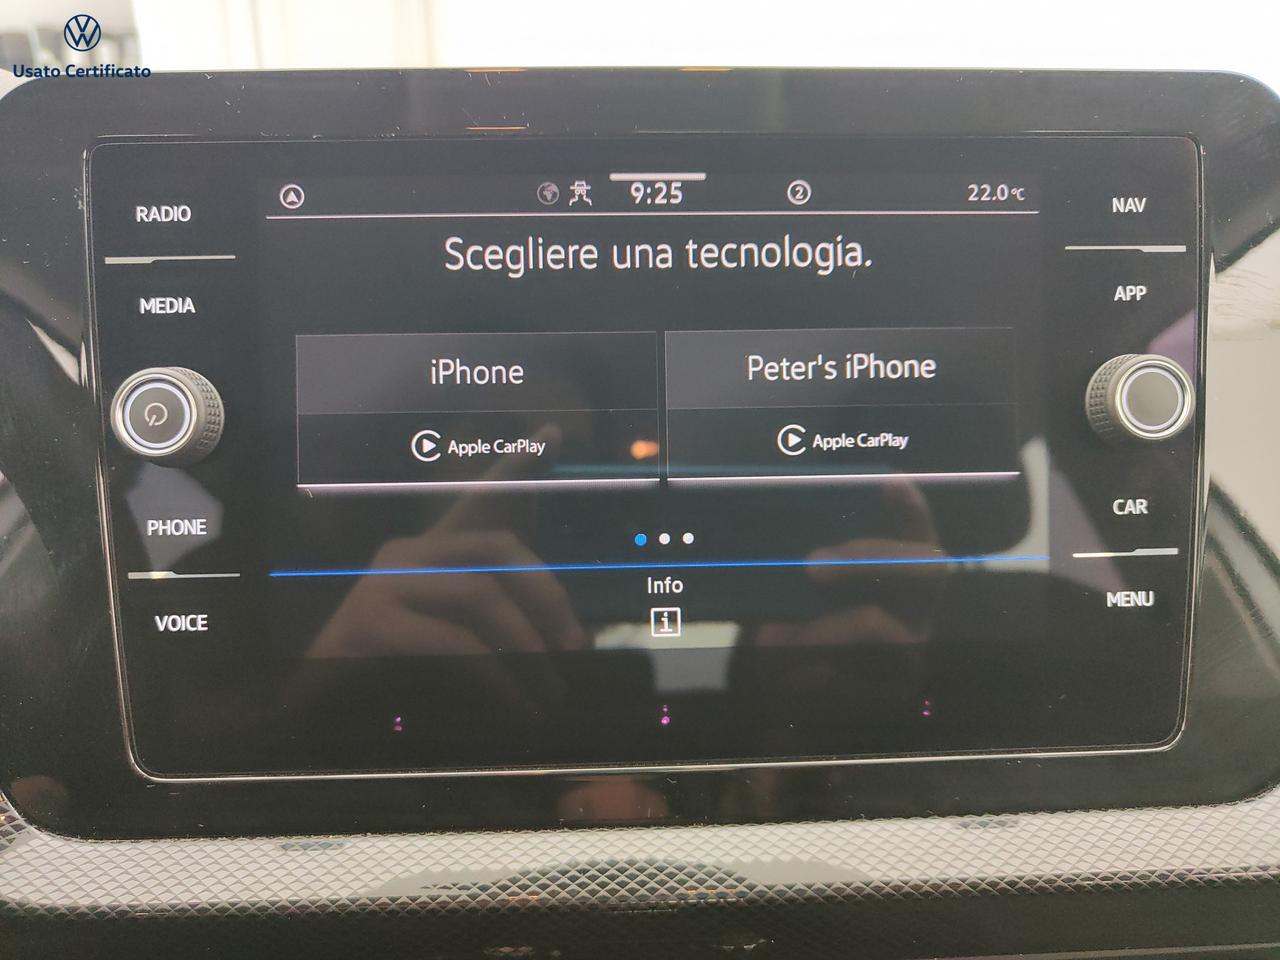 Usato Certificato
RADIO
MEDIA
PHONE
VOICE
9:25
2
22.0°C
Scegliere una tecnologia.
iPhone
Apple CarPlay
Peter's iPhone
Apple CarPlay
Info
i
NAV
APP
CAR
MENU